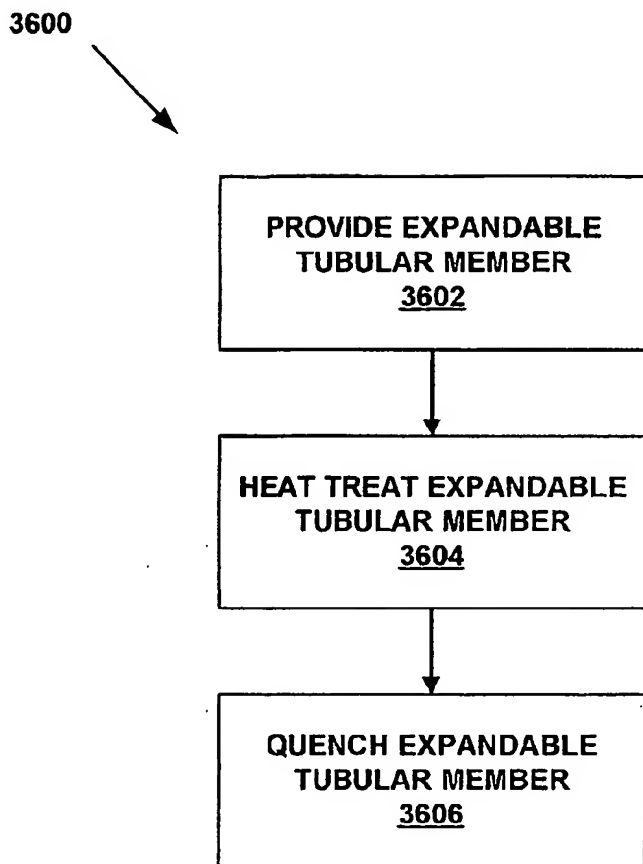 3600
PROVIDE EXPANDABLE
TUBULAR MEMBER
3602
HEAT TREAT EXPANDABLE
TUBULAR MEMBER
3604
QUENCH EXPANDABLE
TUBULAR MEMBER
3606